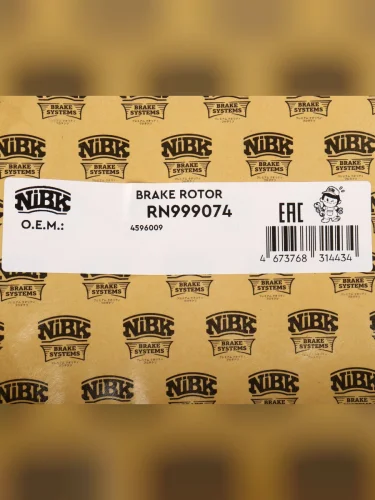 NiBK
BRAKE ROTOR
RN999074
O.E.M.:
4596009
EAC
4 673768 314434
NiBK
BRAKE
SYSTEMS